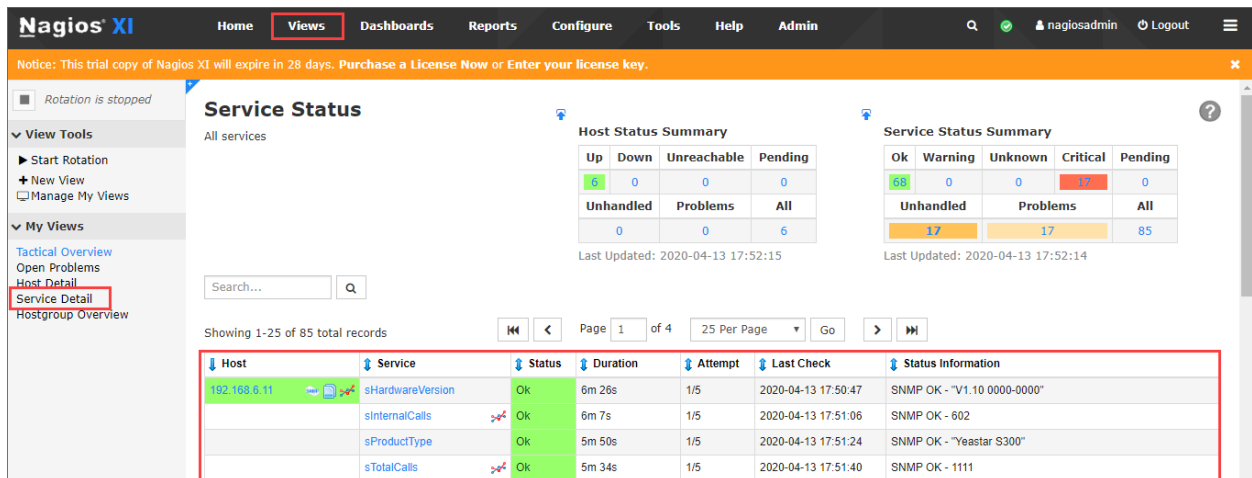 Nagios XI Home Views Dashboards Reports Configure Tools Help Admin nagiosadmin Logout
Notice: This trial copy of Nagios XI will expire in 28 days. Purchase a License Now or Enter your license key.
Rotation is stopped
View Tools
Start Rotation
New View
Manage My Views
My Views
Tactical Overview
Open Problems
Host Detail
Service Detail
Hostgroup Overview
Service Status
All services
Host Status Summary
Up Down Unreachable Pending
6 0 0 0
Unhandled Problems All
0 0 6
Last Updated: 2020-04-13 17:52:15
Service Status Summary
Ok Warning Unknown Critical Pending
68 0 0 17 0
Unhandled Problems All
17 17 85
Last Updated: 2020-04-13 17:52:14
Search...
Showing 1-25 of 85 total records
Page 1 of 4 25 Per Page Go
Host Service Status Duration Attempt Last Check Status Information
192.168.6.11 sHardwareVersion Ok 6m 26s 1/5 2020-04-13 17:50:47 SNMP OK - "V1.10 0000-0000"
sInternalCalls Ok 6m 7s 1/5 2020-04-13 17:51:06 SNMP OK - 602
sProductType Ok 5m 50s 1/5 2020-04-13 17:51:24 SNMP OK - "Yeastar S300"
sTotalCalls Ok 5m 34s 1/5 2020-04-13 17:51:40 SNMP OK - 1111